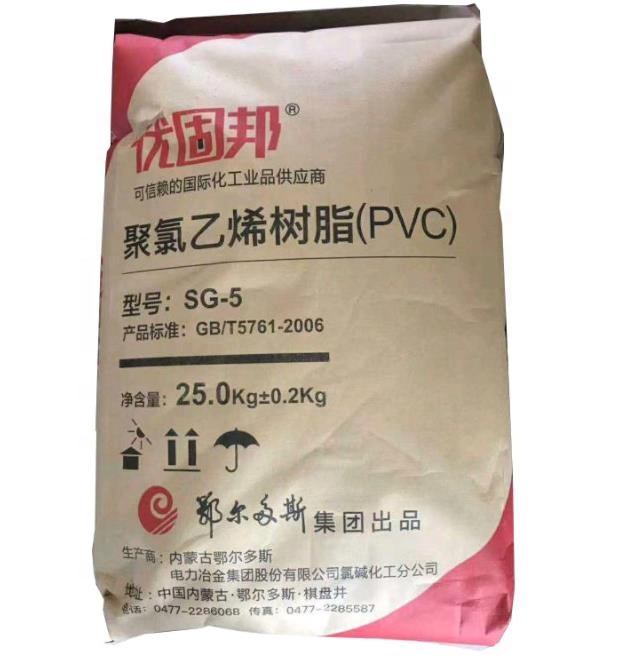 优固邦®
可信赖的国际化工业品供应商
聚氯乙烯树脂(PVC)
型号：SG-5
产品标准：GB/T5761-2006
净含量：25.0Kg±0.2Kg
鄂尔多斯集团出品
生产商：内蒙古鄂尔多斯
电力冶金集团股份有限公司氯碱化工分公司
地址：中国内蒙古·鄂尔多斯·棋盘井
电话：0477-2286068 传真：0477-2285587